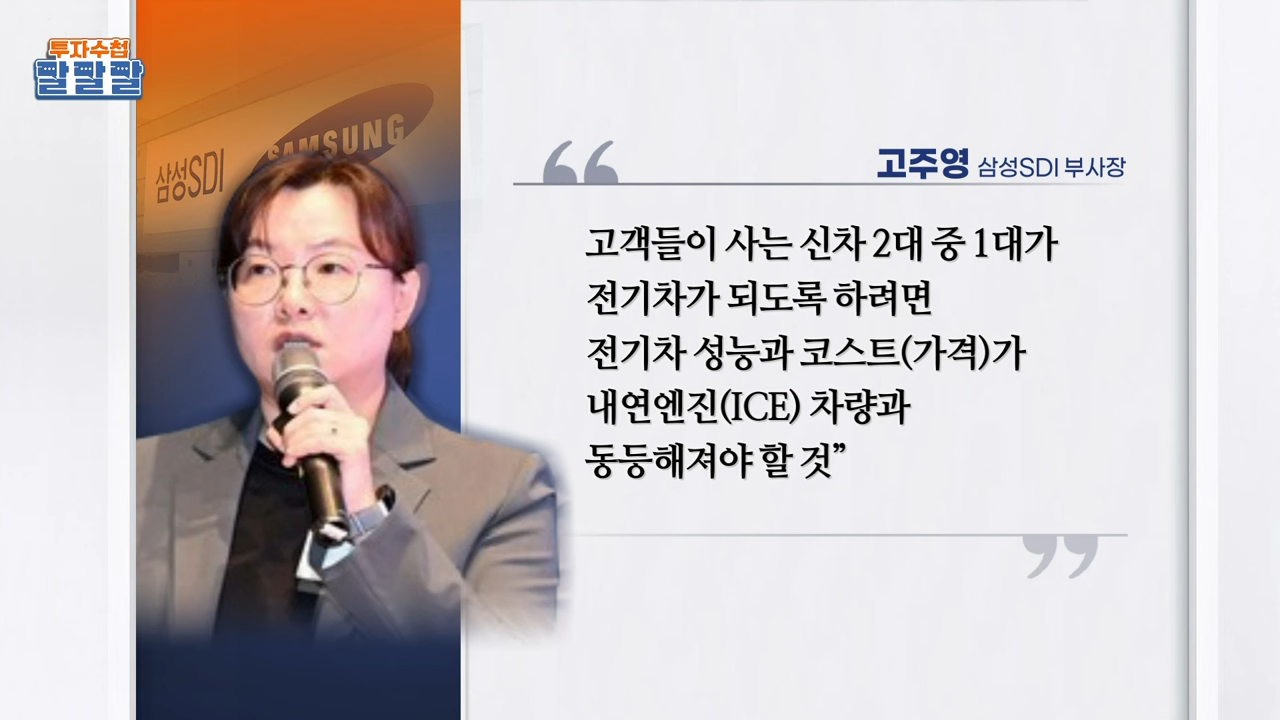 투자수첩
팔팔팔
삼성SDI
SAMSUNG
“
고주영 삼성SDI 부사장
고객들이 사는 신차 2대 중 1대가
전기차가 되도록 하려면
전기차 성능과 코스트(가격)가
내연엔진(ICE) 차량과
동등해져야 할 것”
”